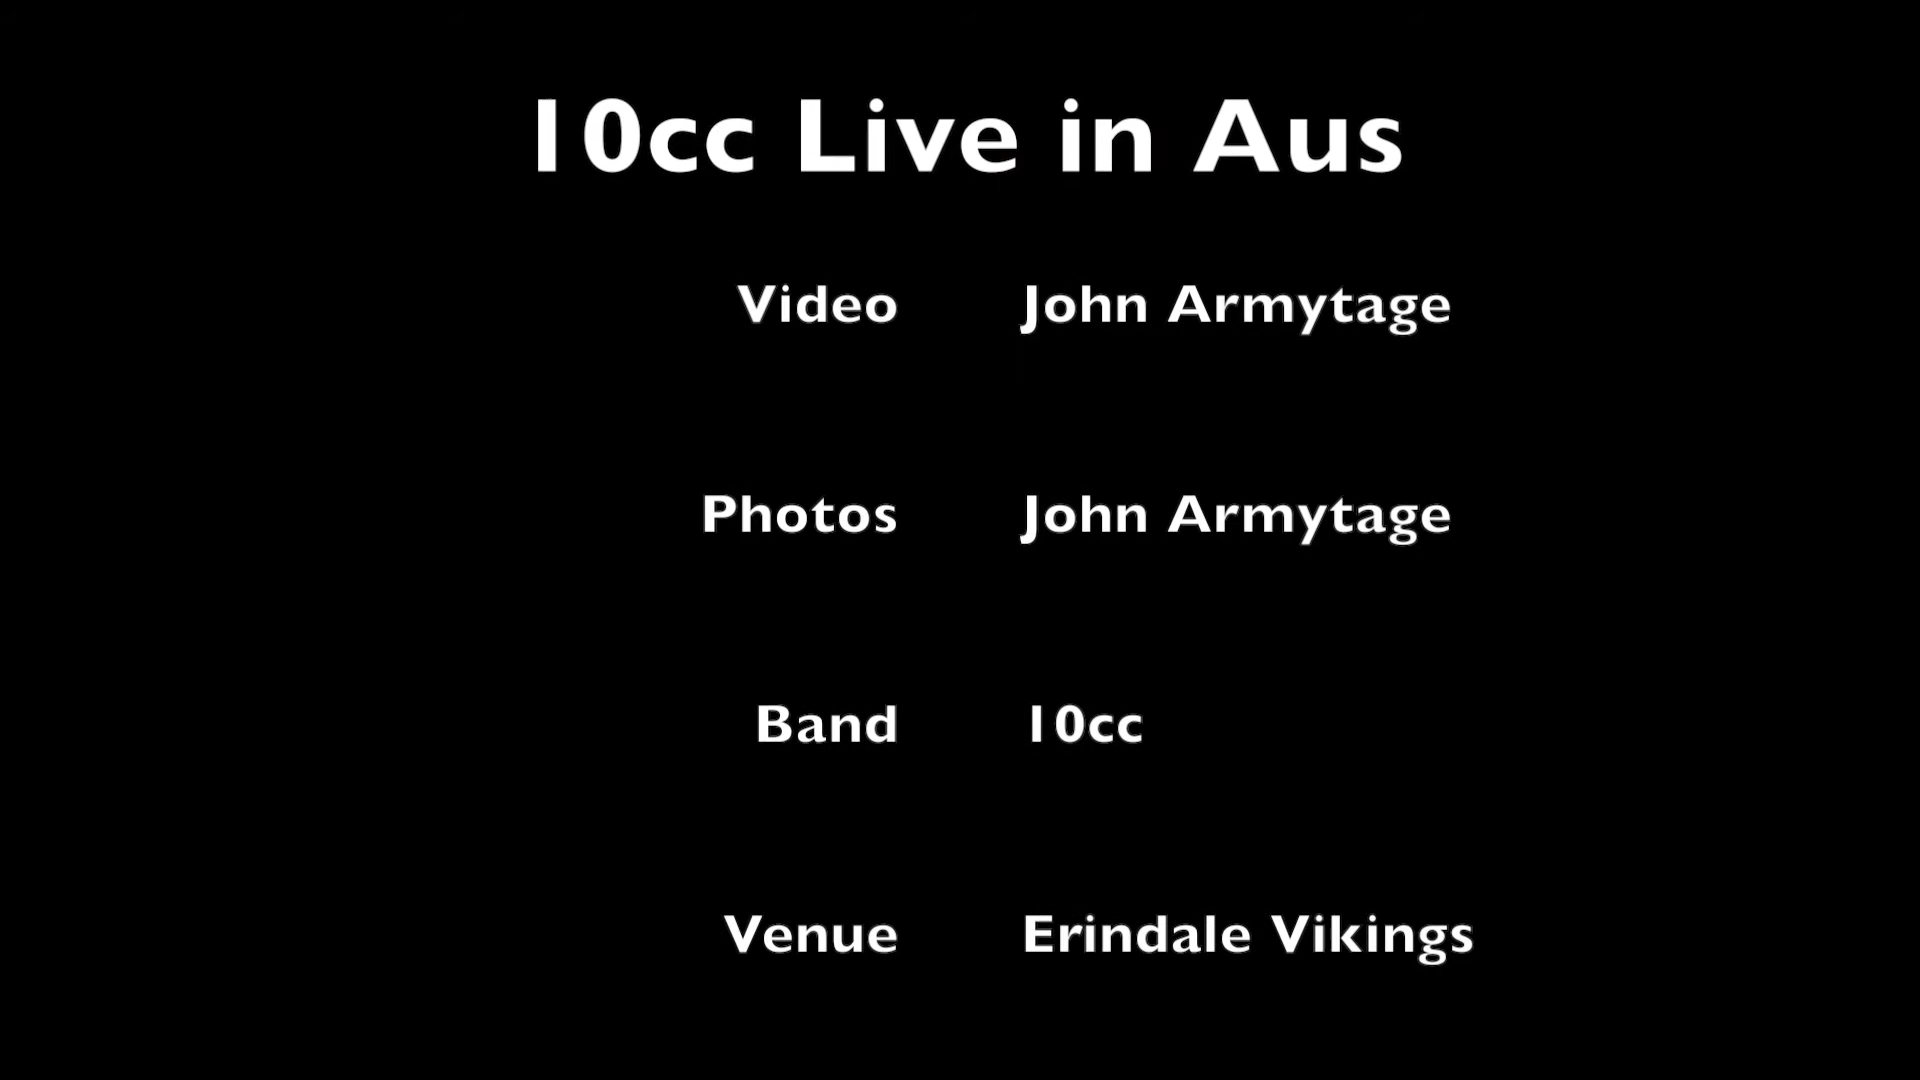 10cc Live in Aus
Video John Armytage
Photos John Armytage
Band 10cc
Venue Erindale Vikings